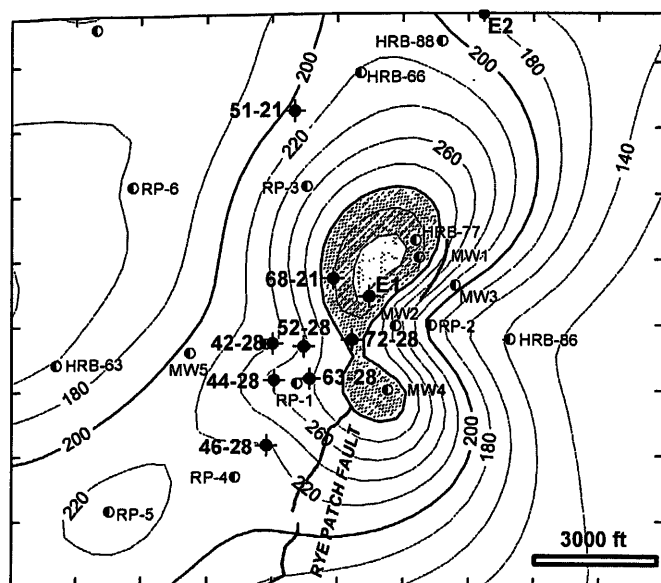 E2
HRB-88
200
200
180
HRB-66
51-21
220
260
140
RP-6
RP-3
HRB-77
MW1
68-21
E1
MW3
MW2
52-28
RP-2
42-28
72-28
HRB-86
HRB-63
MW5
44-28
63-28
RP-1
MW4
180
260
200
200
180
46-28
RP-4
220
220
RP-5
RYE PATCH FAULT
3000 ft